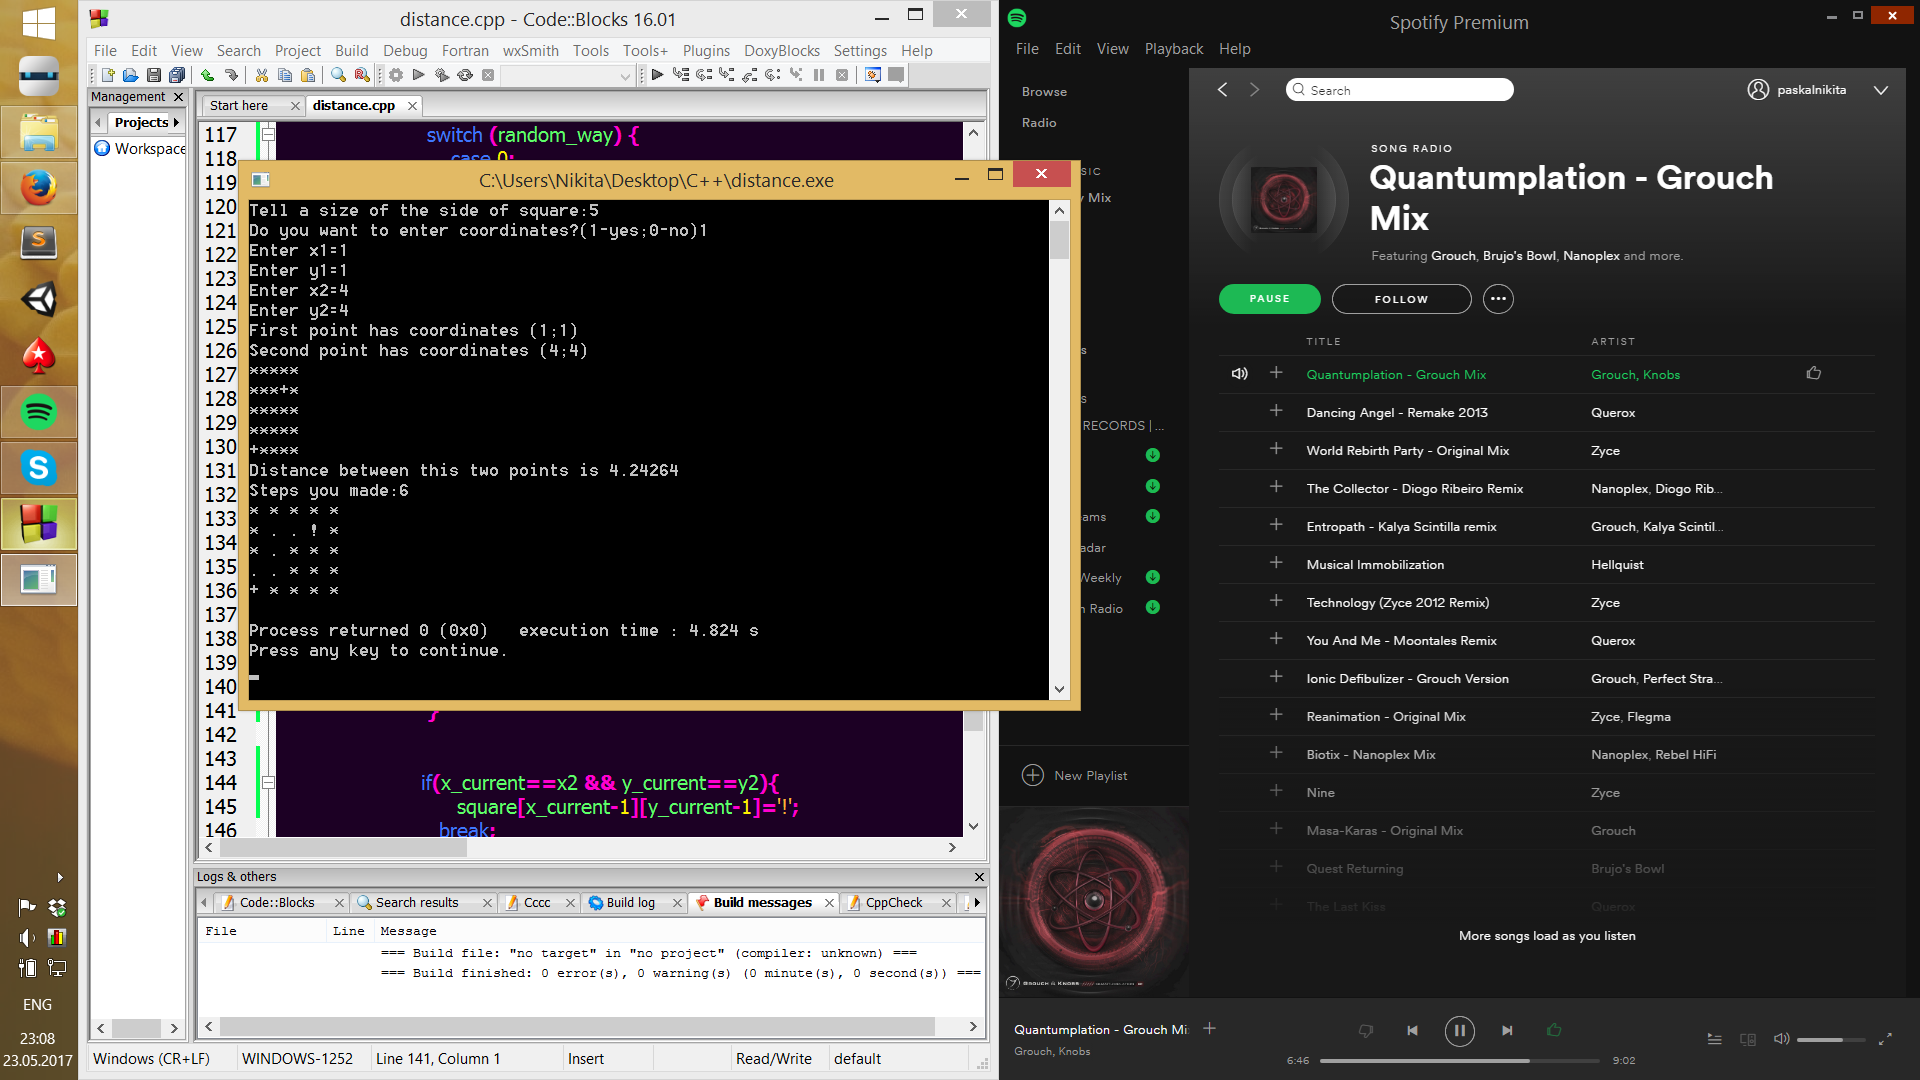 distance.cpp - Code::Blocks 16.01
File Edit View Search Project Build Debug Fortran wxSmith Tools Tools+ Plugins DoxyBlocks Settings Help
Management
Projects
Workspace
Start here
distance.cpp
117 switch (random_way) {
118 case 0:
119
120
121
122
123
124
125
126
127
128
129
130
131
132
133
134
135
136
137
138
139
140
141 }
142
143
144 if(x_current==x2 && y_current==y2){
145 square[x_current-1][y_current-1]='!';
146 break;
C:\Users\Nikita\Desktop\C++\distance.exe
Tell a size of the side of square:5
Do you want to enter coordinates?(1-yes;0-no)1
Enter x1=1
Enter y1=1
Enter x2=4
Enter y2=4
First point has coordinates (1;1)
Second point has coordinates (4;4)
*****
***+*
*****
*****
+****
Distance between this two points is 4.24264
Steps you made:6
* * * * *
* . . ! *
* . * * *
. . * * *
+ * * * *
Process returned 0 (0x0)   execution time : 4.824 s
Press any key to continue.
Logs & others
Code::Blocks
Search results
Cccc
Build log
Build messages
CppCheck
File Line Message
=== Build file: "no target" in "no project" (compiler: unknown) ===
=== Build finished: 0 error(s), 0 warning(s) (0 minute(s), 0 second(s)) ===
Windows (CR+LF) WINDOWS-1252 Line 141, Column 1 Insert Read/Write default
ENG
23:08
23.05.2017
Spotify Premium
File Edit View Playback Help
Browse
Radio
SIC
Mix
s
s
RECORDS | ...
ams
adar
Weekly
Radio
New Playlist
Search
paskalnikita
SONG RADIO
Quantumplation - Grouch
Mix
Featuring Grouch, Brujo's Bowl, Nanoplex and more.
PAUSE
FOLLOW
TITLE ARTIST
Quantumplation - Grouch Mix Grouch, Knobs
Dancing Angel - Remake 2013 Querox
World Rebirth Party - Original Mix Zyce
The Collector - Diogo Ribeiro Remix Nanoplex, Diogo Rib...
Entropath - Kalya Scintilla remix Grouch, Kalya Scintil...
Musical Immobilization Hellquist
Technology (Zyce 2012 Remix) Zyce
You And Me - Moontales Remix Querox
Ionic Defibulizer - Grouch Version Grouch, Perfect Stra...
Reanimation - Original Mix Zyce, Flegma
Biotix - Nanoplex Mix Nanoplex, Rebel HiFi
Nine Zyce
Masa-Karas - Original Mix Grouch
Quest Returning Brujo's Bowl
The Last Kiss Querox
More songs load as you listen
Grouch & Knobs
Quantumplation - Grouch Mi
Grouch, Knobs
6:46
9:02